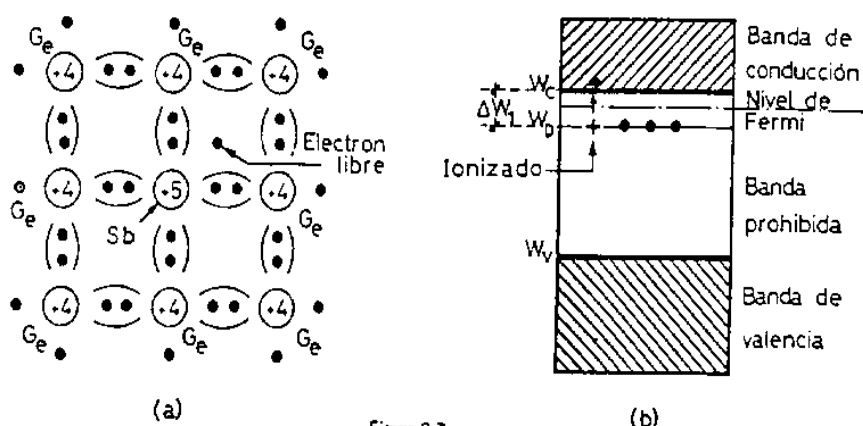 Ge Ge Ge
+4 +4 +4
Electron
libre
+4 +5 +4
Ge Sb Ge
+4 +4 +4
Ge Ge Ge
(a)
Banda de
conducción
Wc
ΔW1
Nivel de
Fermi
WD
Ionizado
Banda
prohibida
Wv
Banda de
valencia
(b)